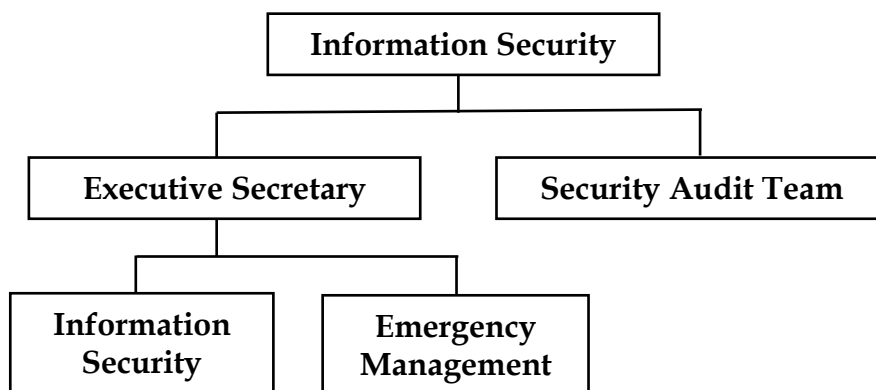 Information Security
Executive Secretary
Security Audit Team
Information
Security
Emergency
Management